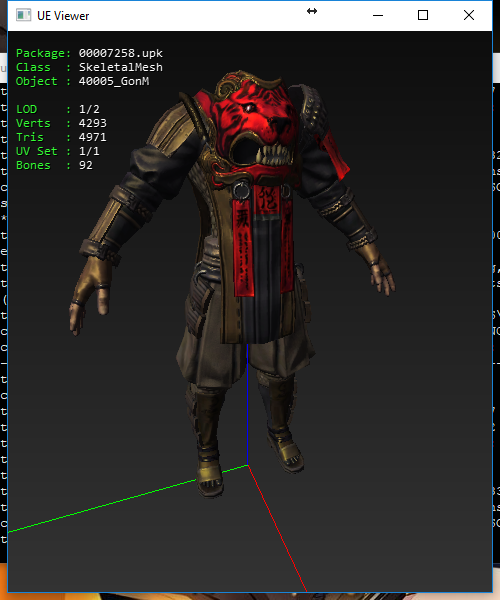 UE Viewer
Package: 00007258.upk
Class : SkeletalMesh
Object : 40005_GonM
LOD : 1/2
Verts : 4293
Tris : 4971
UV Set : 1/1
Bones : 92